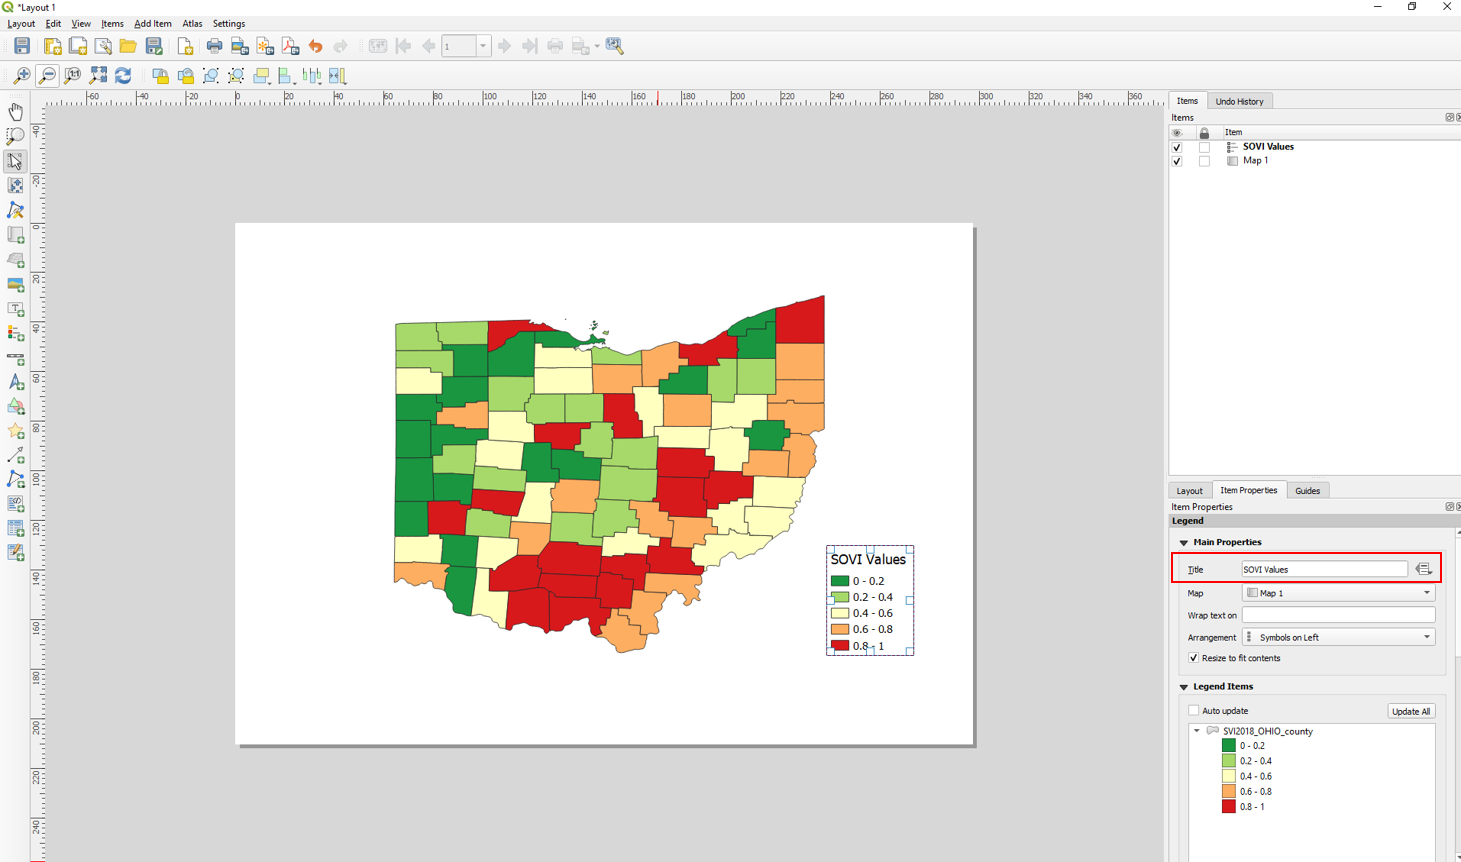 *Layout 1
Layout Edit View Items Add Item Atlas Settings
1
1:1
-60 -40 -20 0 20 40 60 80 100 120 140 160 180 200 220 240 260 280 300 320 340 360
-40
-20
0
20
40
60
80
100
120
140
160
180
200
220
240
SOVI Values
0 - 0.2
0.2 - 0.4
0.4 - 0.6
0.6 - 0.8
0.8 - 1
Items Undo History
Items
Item
SOVI Values
Map 1
Layout Item Properties Guides
Item Properties
Legend
Main Properties
Title SOVI Values
Map Map 1
Wrap text on
Arrangement Symbols on Left
Resize to fit contents
Legend Items
Auto update Update All
SVI2018_OHIO_county
0 - 0.2
0.2 - 0.4
0.4 - 0.6
0.6 - 0.8
0.8 - 1